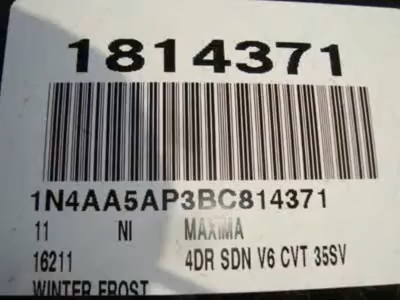 1814371
1N4AA5AP3BC814371
11 NI MAXIMA
16211 4DR SDN V6 CVT 35SV
WINTER FROST